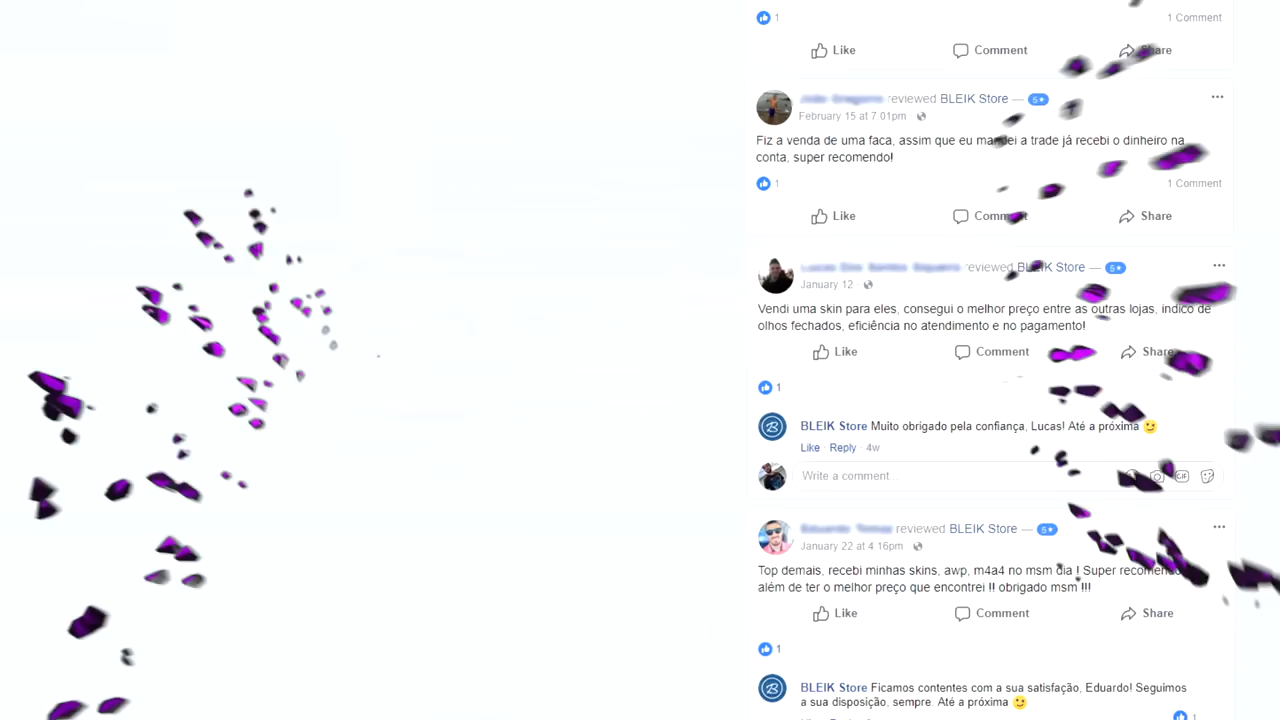 1
1 Comment
Like Comment Share
reviewed BLEIK Store — 5★
February 15 at 7:01pm
Fiz a venda de uma faca, assim que eu mandei a trade já recebi o dinheiro na
conta, super recomendo!
1
1 Comment
Like Comment Share
reviewed BLEIK Store — 5★
January 12
Vendi uma skin para eles, consegui o melhor preço entre as outras lojas, indico de
olhos fechados, eficiência no atendimento e no pagamento!
Like Comment Share
1
BLEIK Store Muito obrigado pela confiança, Lucas! Até a próxima 😉
Like · Reply · 4w
Write a comment...
GIF
reviewed BLEIK Store — 5★
January 22 at 4:16pm
Top demais, recebi minhas skins, awp, m4a4 no msm dia ! Super recomendo
além de ter o melhor preço que encontrei !! obrigado msm !!!
Like Comment Share
1
BLEIK Store Ficamos contentes com a sua satisfação, Eduardo! Seguimos
a sua disposição, sempre. Até a próxima 😉
1